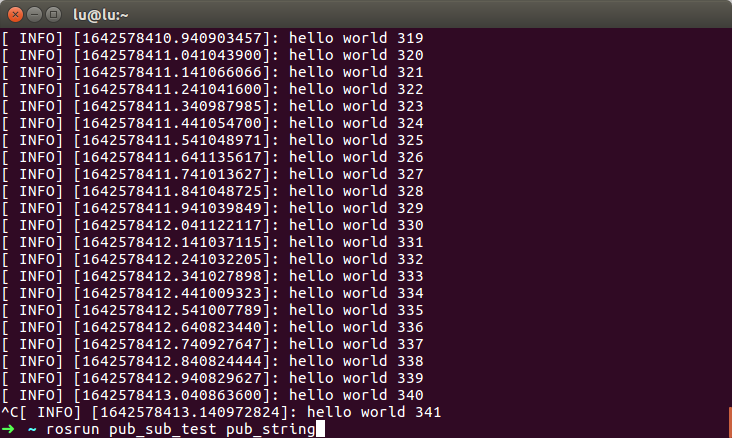 lu@lu:~
[ INFO] [1642578410.940903457]: hello world 319
[ INFO] [1642578411.041043900]: hello world 320
[ INFO] [1642578411.141066066]: hello world 321
[ INFO] [1642578411.241041600]: hello world 322
[ INFO] [1642578411.340987985]: hello world 323
[ INFO] [1642578411.441054700]: hello world 324
[ INFO] [1642578411.541048971]: hello world 325
[ INFO] [1642578411.641135617]: hello world 326
[ INFO] [1642578411.741013627]: hello world 327
[ INFO] [1642578411.841048725]: hello world 328
[ INFO] [1642578411.941039849]: hello world 329
[ INFO] [1642578412.041122117]: hello world 330
[ INFO] [1642578412.141037115]: hello world 331
[ INFO] [1642578412.241032205]: hello world 332
[ INFO] [1642578412.341027898]: hello world 333
[ INFO] [1642578412.441009323]: hello world 334
[ INFO] [1642578412.541007789]: hello world 335
[ INFO] [1642578412.640823440]: hello world 336
[ INFO] [1642578412.740927647]: hello world 337
[ INFO] [1642578412.840824444]: hello world 338
[ INFO] [1642578412.940829627]: hello world 339
[ INFO] [1642578413.040863600]: hello world 340
^C[ INFO] [1642578413.140972824]: hello world 341
➜ ~ rosrun pub_sub_test pub_string